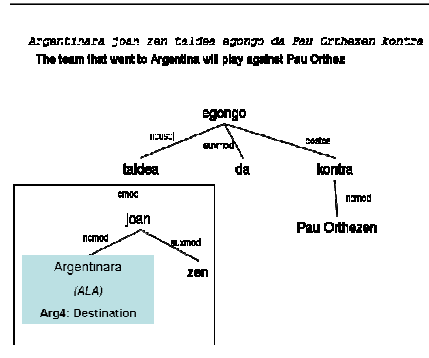 Argentinara joan zen taldea egongo da Pau Orthezen kontra
The team that went to Argentina will play against Pau Orthez
egongo
ncsubj
auxmod
postos
taldea
da
kontra
cmod
ncmod
joan
Pau Orthezen
ncmod
auxmod
Argentinara
zen
(ALA)
Arg4: Destination